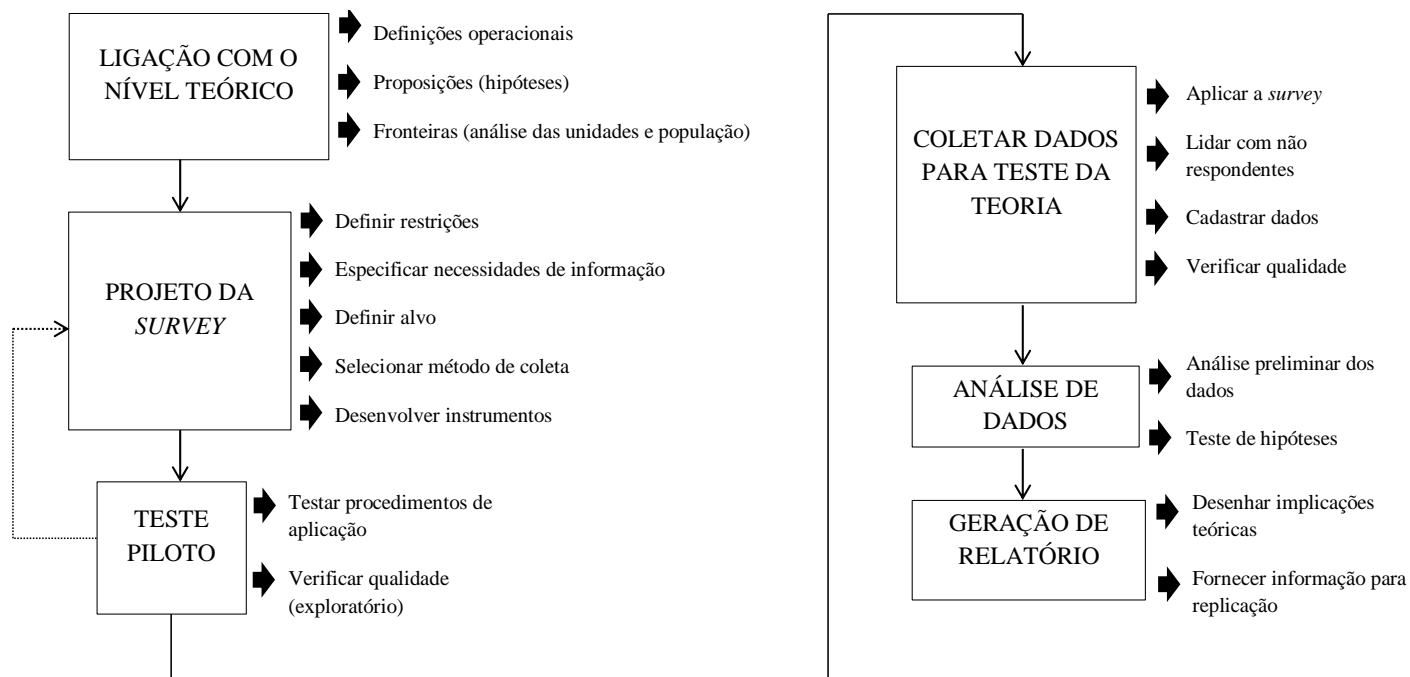 LIGAÇÃO COM O
NÍVEL TEÓRICO
Definições operacionais
Proposições (hipóteses)
Fronteiras (análise das unidades e população)
PROJETO DA
SURVEY
Definir restrições
Especificar necessidades de informação
Definir alvo
Selecionar método de coleta
Desenvolver instrumentos
TESTE
PILOTO
Testar procedimentos de
aplicação
Verificar qualidade
(exploratório)
COLETAR DADOS
PARA TESTE DA
TEORIA
Aplicar a survey
Lidar com não
respondentes
Cadastrar dados
Verificar qualidade
ANÁLISE DE
DADOS
Análise preliminar dos
dados
Teste de hipóteses
GERAÇÃO DE
RELATÓRIO
Desenhar implicações
teóricas
Fornecer informação para
replicação